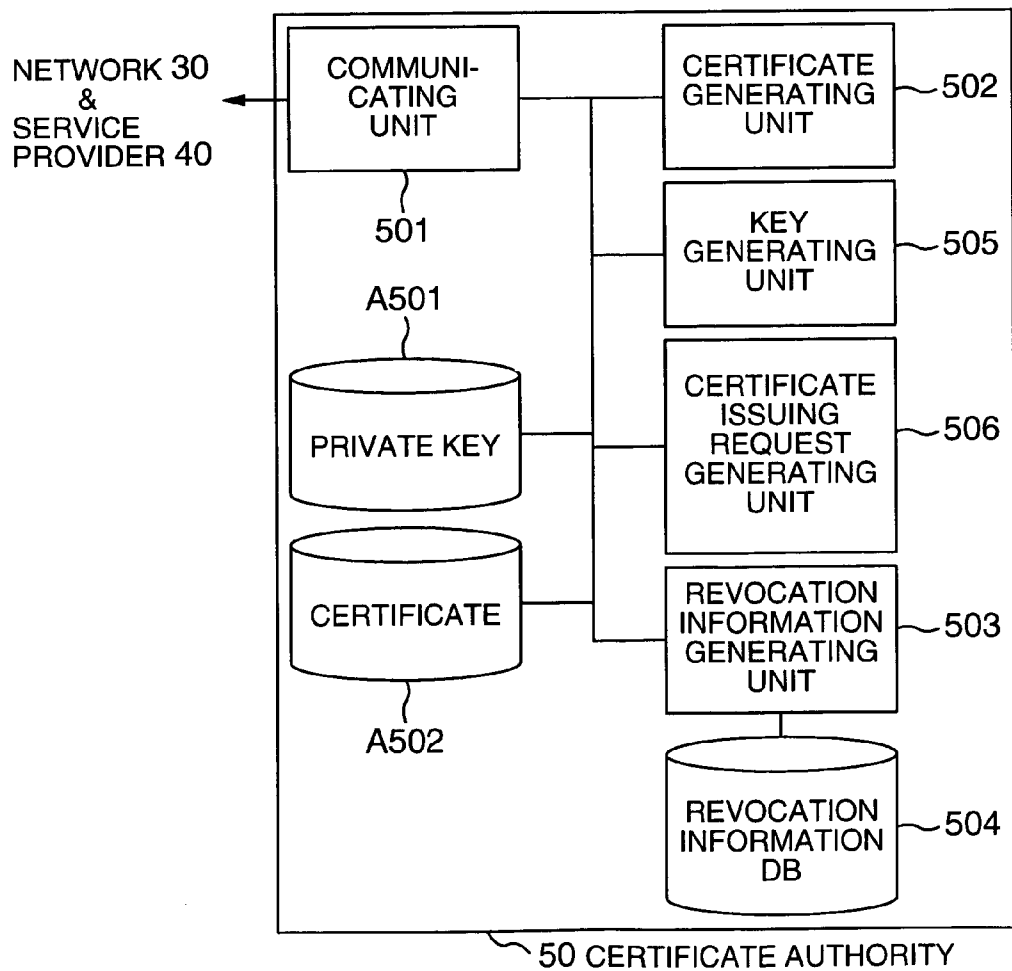 NETWORK 30
&
SERVICE
PROVIDER 40
COMMUNI-
CATING
UNIT
501
CERTIFICATE
GENERATING
UNIT
502
KEY
GENERATING
UNIT
505
A501
PRIVATE KEY
CERTIFICATE
ISSUING
REQUEST
GENERATING
UNIT
506
CERTIFICATE
A502
REVOCATION
INFORMATION
GENERATING
UNIT
503
REVOCATION
INFORMATION
DB
504
50 CERTIFICATE AUTHORITY